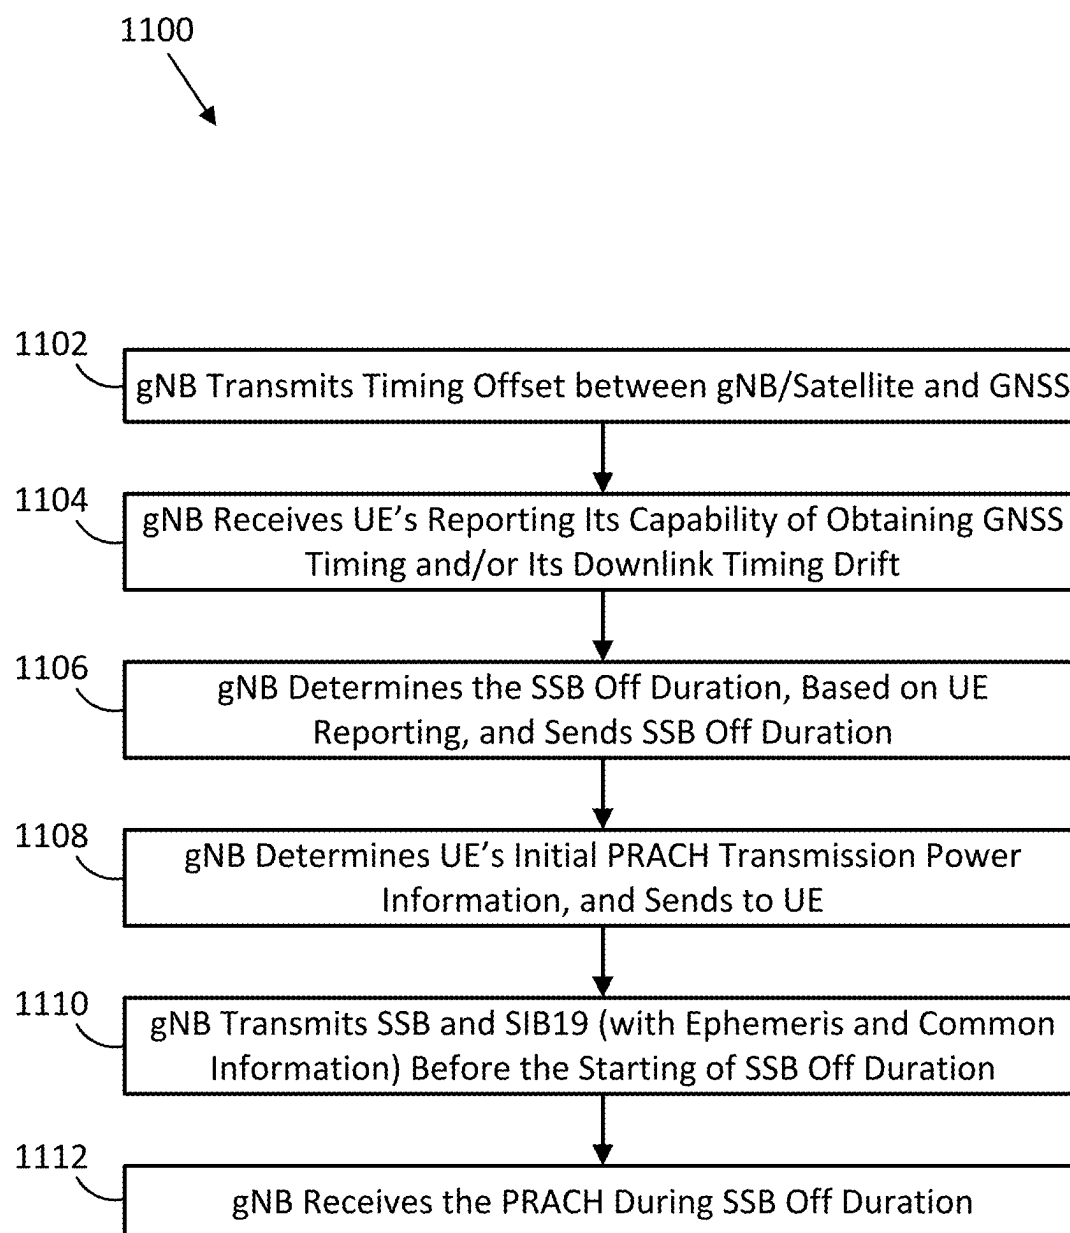 1100
1102
gNB Transmits Timing Offset between gNB/Satellite and GNSS
1104
gNB Receives UE's Reporting Its Capability of Obtaining GNSS
Timing and/or Its Downlink Timing Drift
1106
gNB Determines the SSB Off Duration, Based on UE
Reporting, and Sends SSB Off Duration
1108
gNB Determines UE's Initial PRACH Transmission Power
Information, and Sends to UE
1110
gNB Transmits SSB and SIB19 (with Ephemeris and Common
Information) Before the Starting of SSB Off Duration
1112
gNB Receives the PRACH During SSB Off Duration